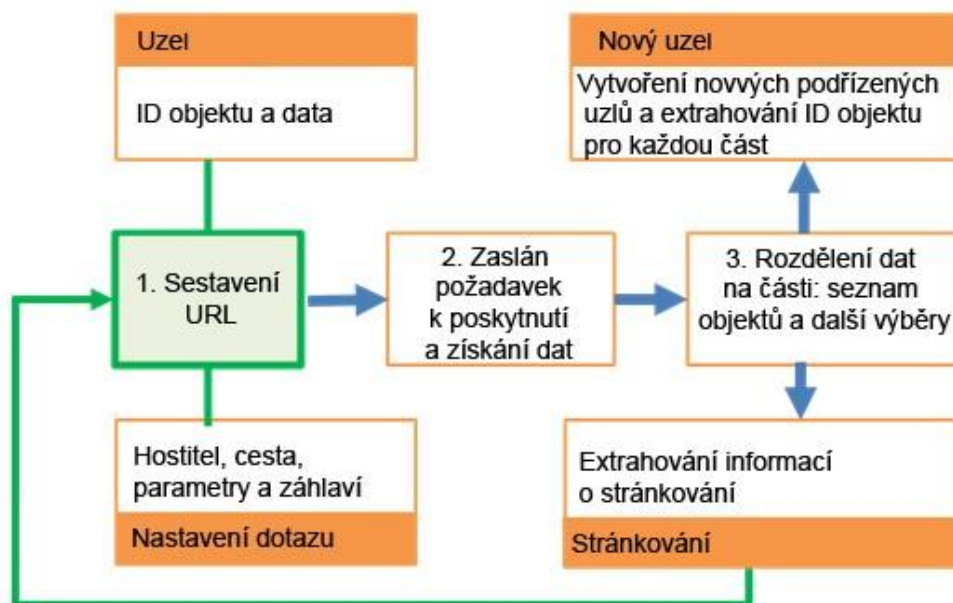 Uzel
ID objektu a data
Nový uzel
Vytvoření novvých podřízených
uzlů a extrahování ID objektu
pro každou část
1. Sestavení
URL
2. Zaslán
požadavek
k poskytnutí
a získání dat
3. Rozdělení dat
na části: seznam
objektů a další výběry
Hostitel, cesta,
parametry a záhlaví
Nastavení dotazu
Extrahování informací
o stránkování
Stránkování